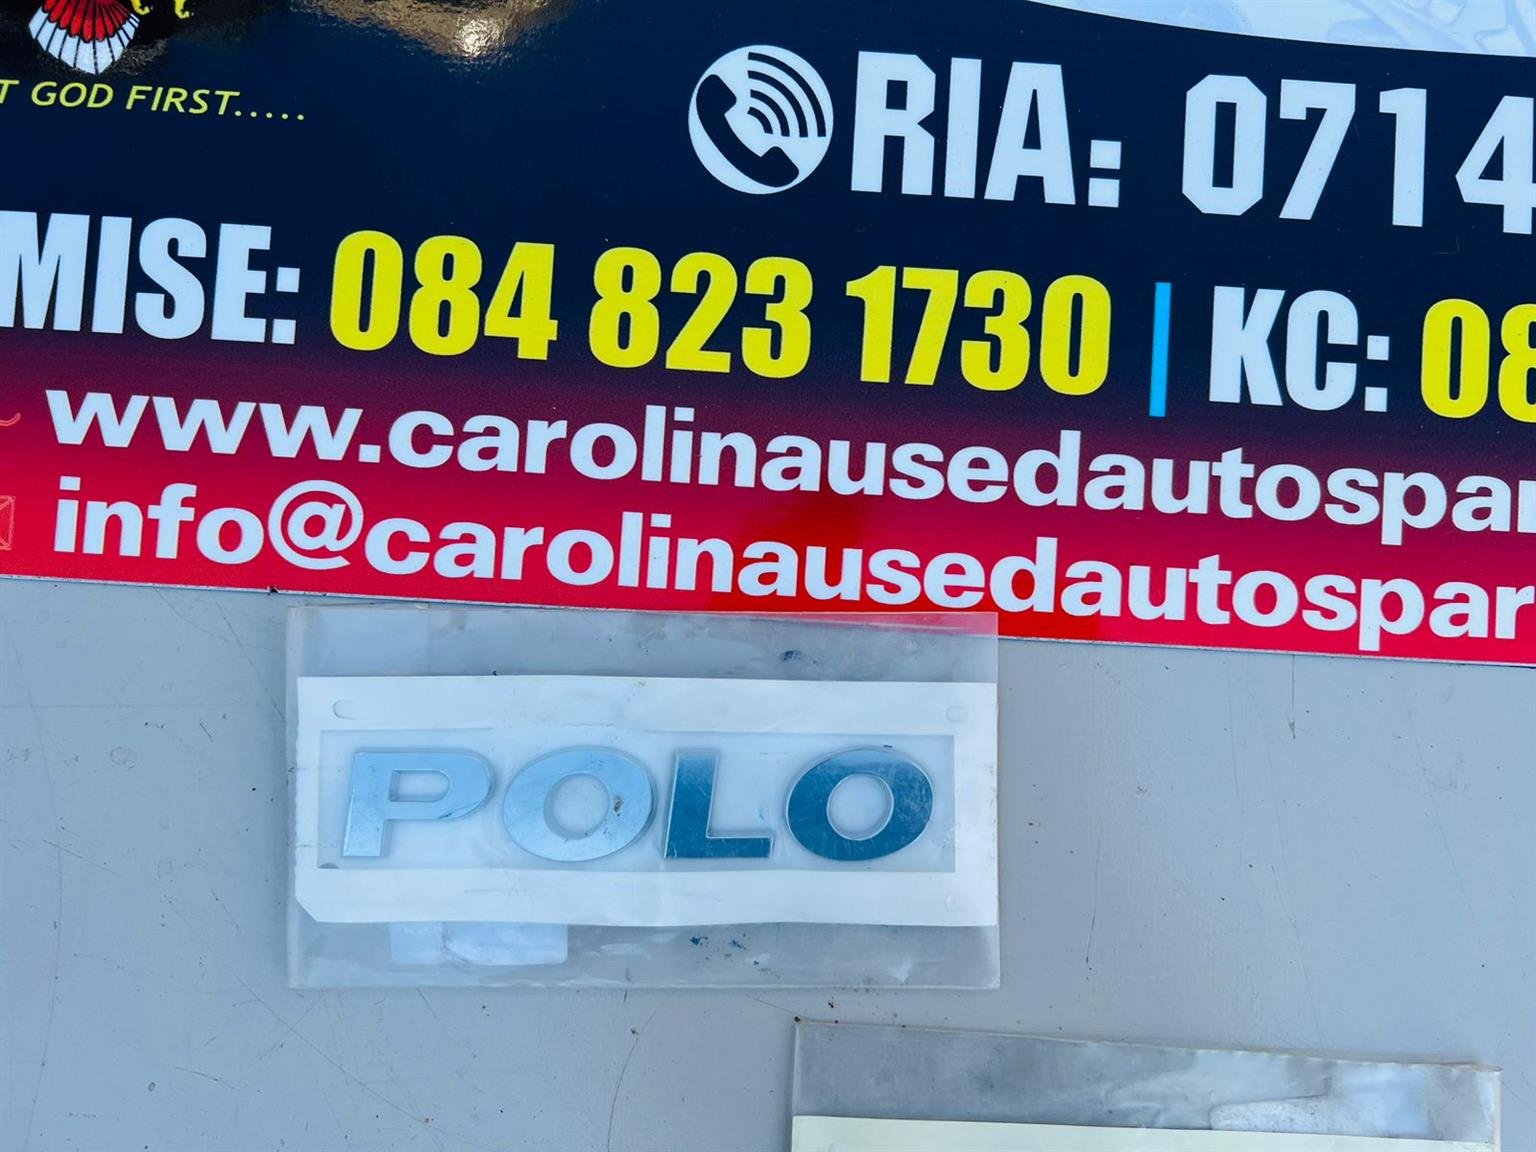 T GOD FIRST.....
RIA: 0714
MISE: 084 823 1730 | KC: 08
www.carolinausedautospar
info@carolinausedautospar
POLO